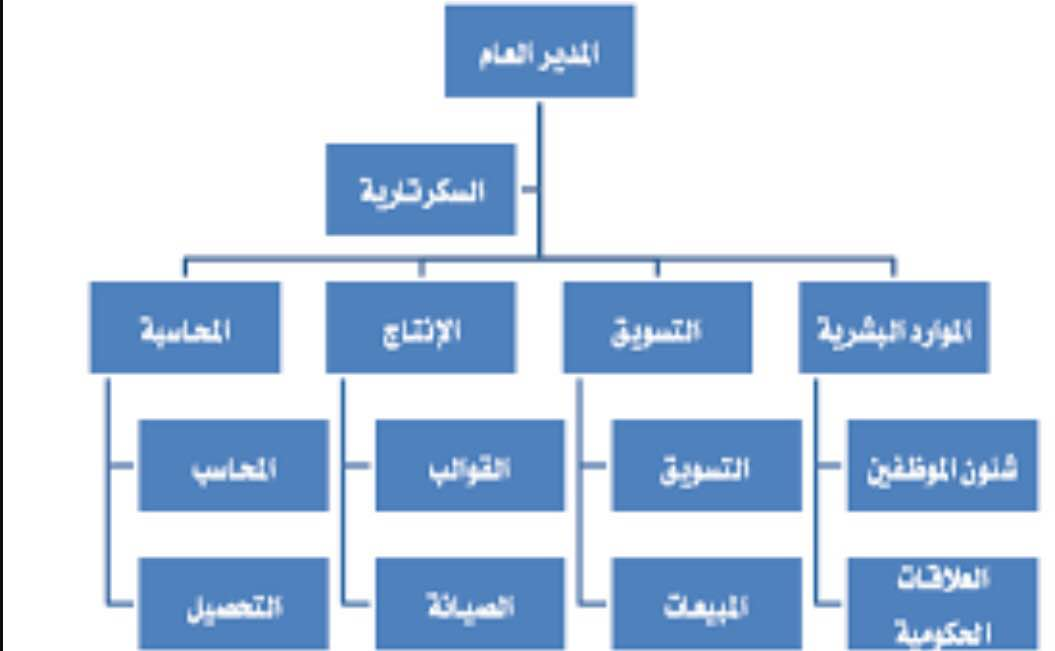 المدير العام
السكرتارية
الموارد البشرية
التسويق
الإنتاج
المحاسبة
شئون الموظفين
التسويق
القوالب
المحاسب
العلاقات
الحكومية
المبيعات
الصيانة
التحصيل